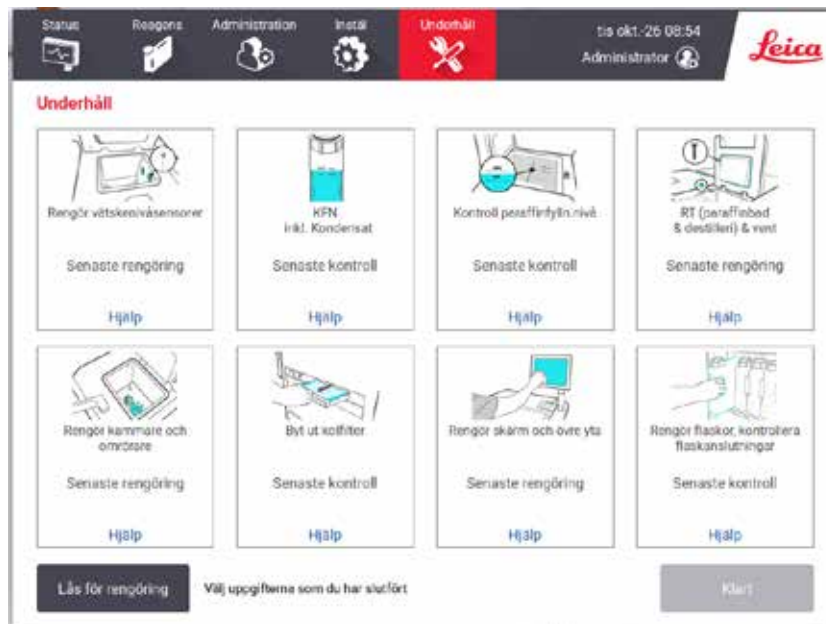 Status Reagens Administration Instäl Underhåll
tis okt.-26 08:54
Administrator
Leica
Underhåll
Rengör vätskenivåsensorer
Senaste rengöring
Hjälp
KFN
inkl. Kondensat
Senaste kontroll
Hjälp
Kontroll paraffinfylln.nivå
Senaste kontroll
Hjälp
RT (paraffinbad
& destilleri) & vent
Senaste rengöring
Hjälp
Rengör kammare och
omrörare
Senaste rengöring
Hjälp
Byt ut kolfilter
Senaste kontroll
Hjälp
Rengör skärm och övre yta
Senaste rengöring
Hjälp
Rengör flaskor, kontrollera
flaskanslutningar
Senaste kontroll
Hjälp
Lås för rengöring
Välj uppgifterna som du har slutfört
Klart